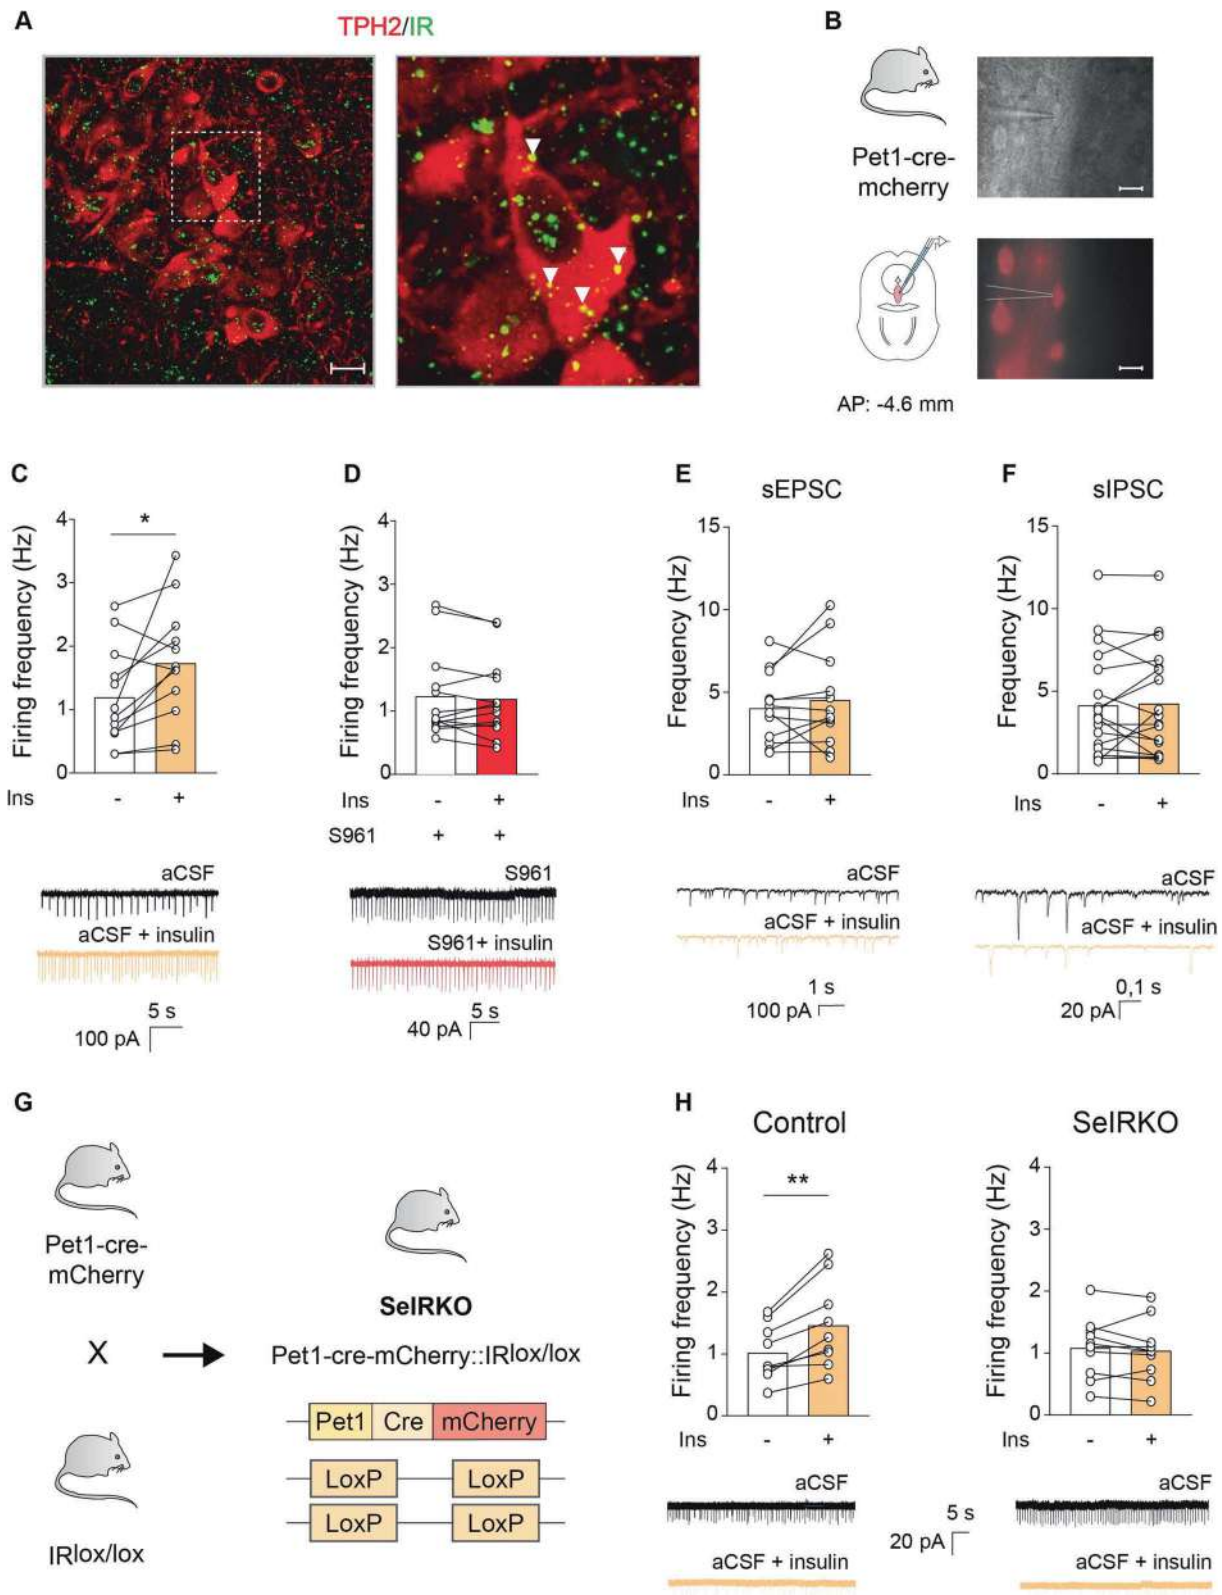 A
TPH2/IR
B
Pet1-cre-
mcherry
AP: -4.6 mm
C
Firing frequency (Hz)
4
3
2
1
0
*
Ins - +
aCSF
aCSF + insulin
5 s
100 pA
D
Firing frequency (Hz)
4
3
2
1
0
Ins - +
S961 + +
S961
S961+ insulin
5 s
40 pA
E
sEPSC
Frequency (Hz)
15
10
5
0
Ins - +
aCSF
aCSF + insulin
1 s
100 pA
F
sIPSC
Frequency (Hz)
15
10
5
0
Ins - +
aCSF
aCSF + insulin
0,1 s
20 pA
G
Pet1-cre-
mCherry
X
IRlox/lox
SeIRKO
Pet1-cre-mCherry::IRlox/lox
Pet1 Cre mCherry
LoxP LoxP
LoxP LoxP
H
Control
Firing frequency (Hz)
4
3
2
1
0
**
Ins - +
aCSF
aCSF + insulin
5 s
20 pA
SeIRKO
Firing frequency (Hz)
4
3
2
1
0
Ins - +
aCSF
aCSF + insulin